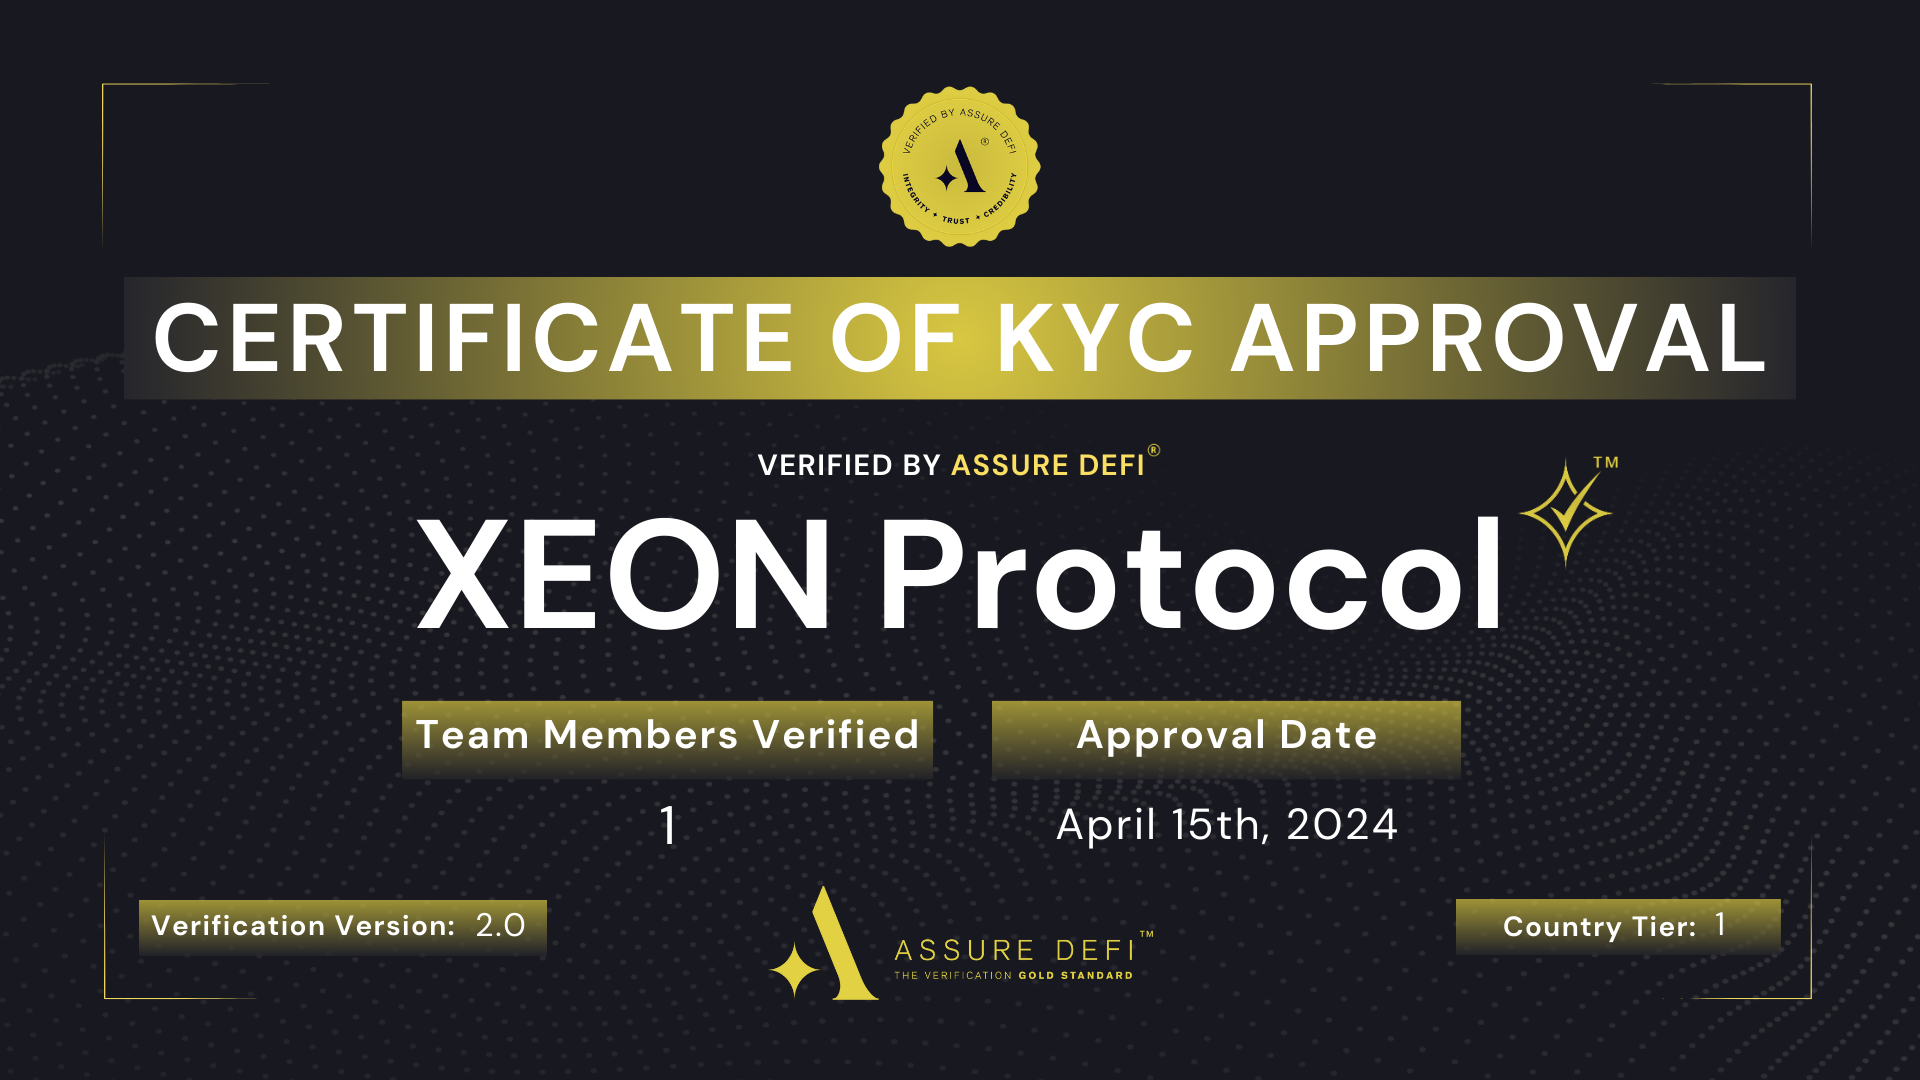 VERIFIED BY ASSURE DEFI
®
INTEGRITY ✦ TRUST ✦ CREDIBILITY
CERTIFICATE OF KYC APPROVAL
VERIFIED BY ASSURE DEFI®
XEON Protocol
TM
Team Members Verified
Approval Date
1
April 15th, 2024
Verification Version: 2.0
ASSURE DEFI TM
THE VERIFICATION GOLD STANDARD
Country Tier: 1